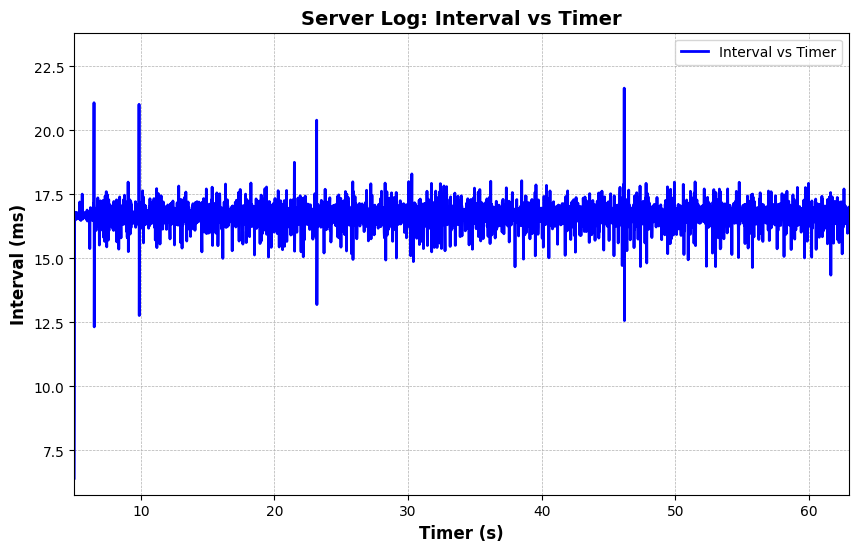 Server Log: Interval vs Timer
Interval vs Timer
22.5
20.0
17.5
15.0
12.5
10.0
7.5
Interval (ms)
10 20 30 40 50 60
Timer (s)